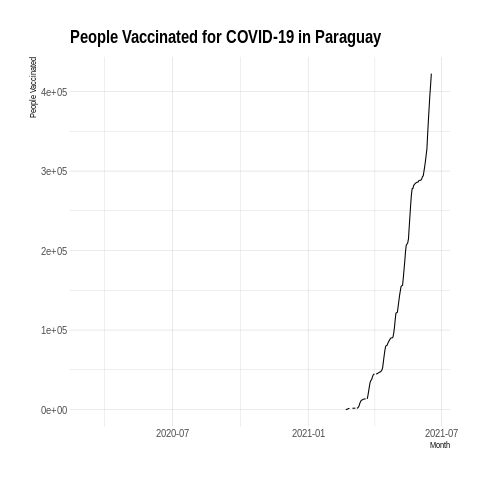 People Vaccinated for COVID-19 in Paraguay
People Vaccinated
4e+05
3e+05
2e+05
1e+05
0e+00
2020-07
2021-01
2021-07
Month